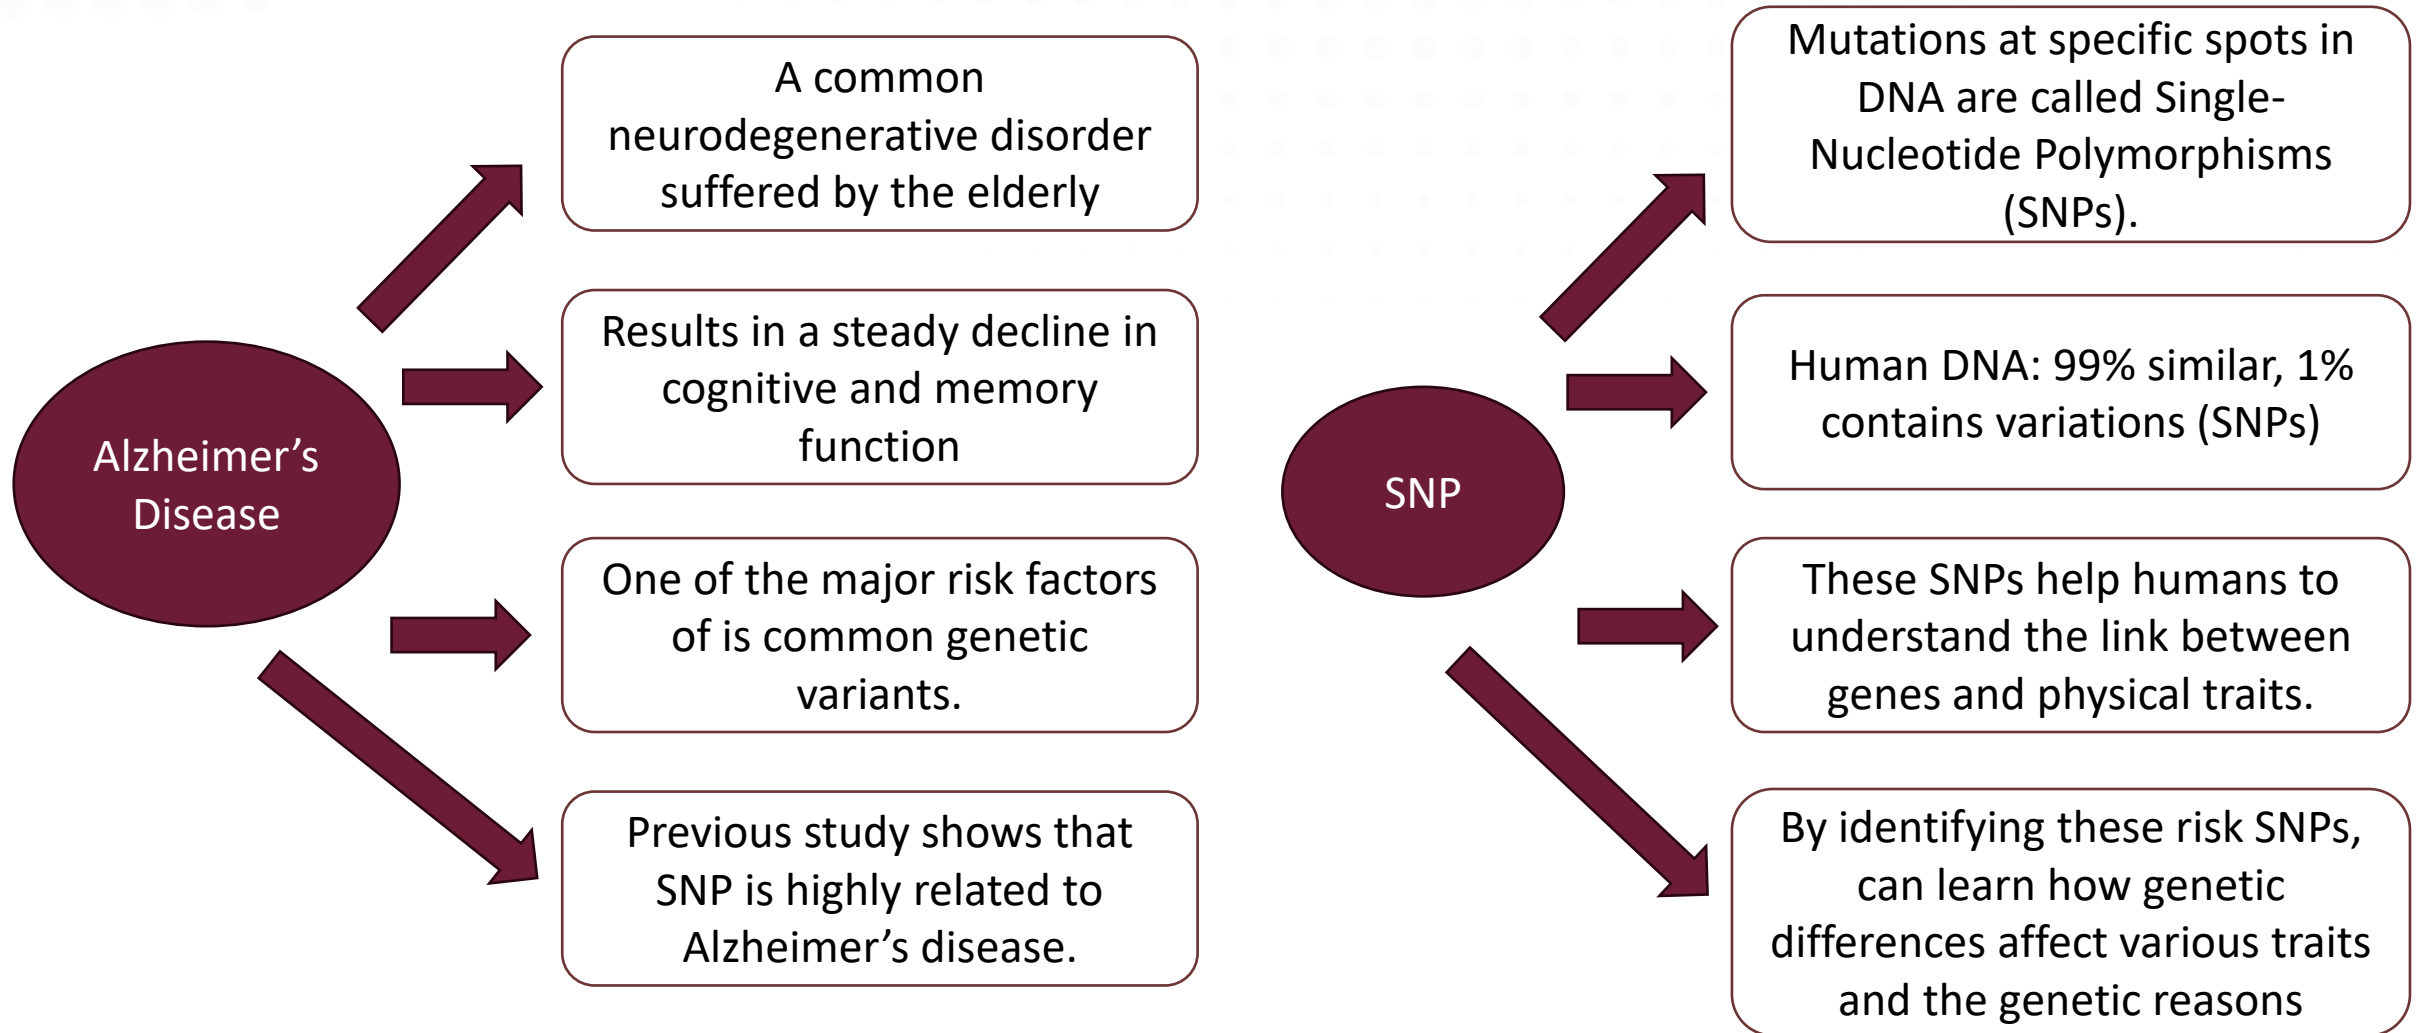 Alzheimer’s
Disease
A common
neurodegenerative disorder
suffered by the elderly
Results in a steady decline in
cognitive and memory
function
One of the major risk factors
of is common genetic
variants.
Previous study shows that
SNP is highly related to
Alzheimer’s disease.
SNP
Mutations at specific spots in
DNA are called Single-
Nucleotide Polymorphisms
(SNPs).
Human DNA: 99% similar, 1%
contains variations (SNPs)
These SNPs help humans to
understand the link between
genes and physical traits.
By identifying these risk SNPs,
can learn how genetic
differences affect various traits
and the genetic reasons